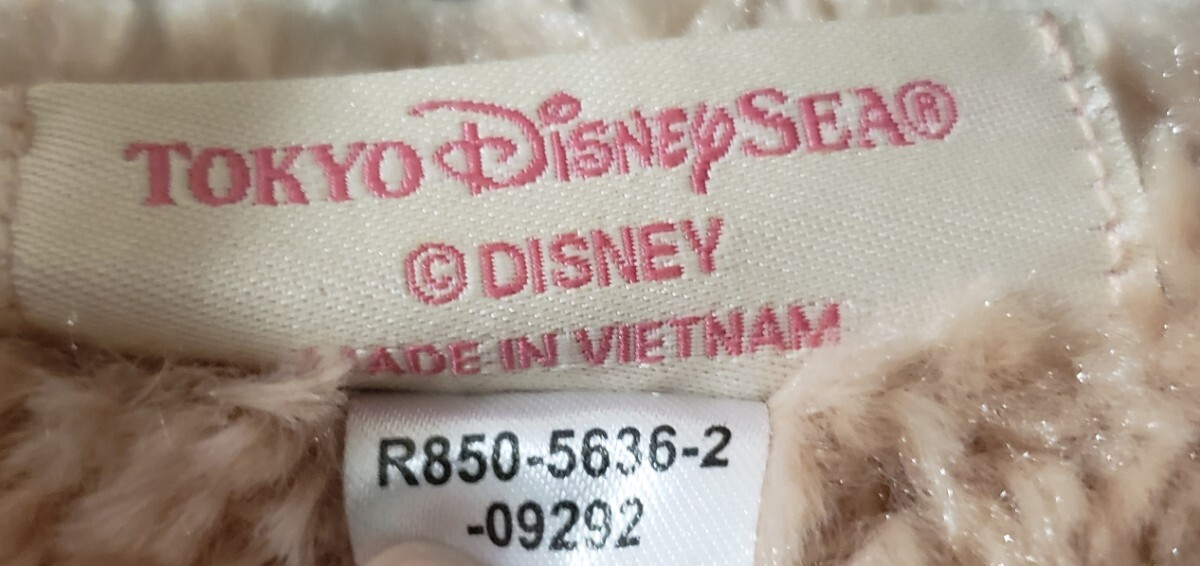 TOKYO DISNEYSEA®
© DISNEY
MADE IN VIETNAM
R850-5636-2
-09292